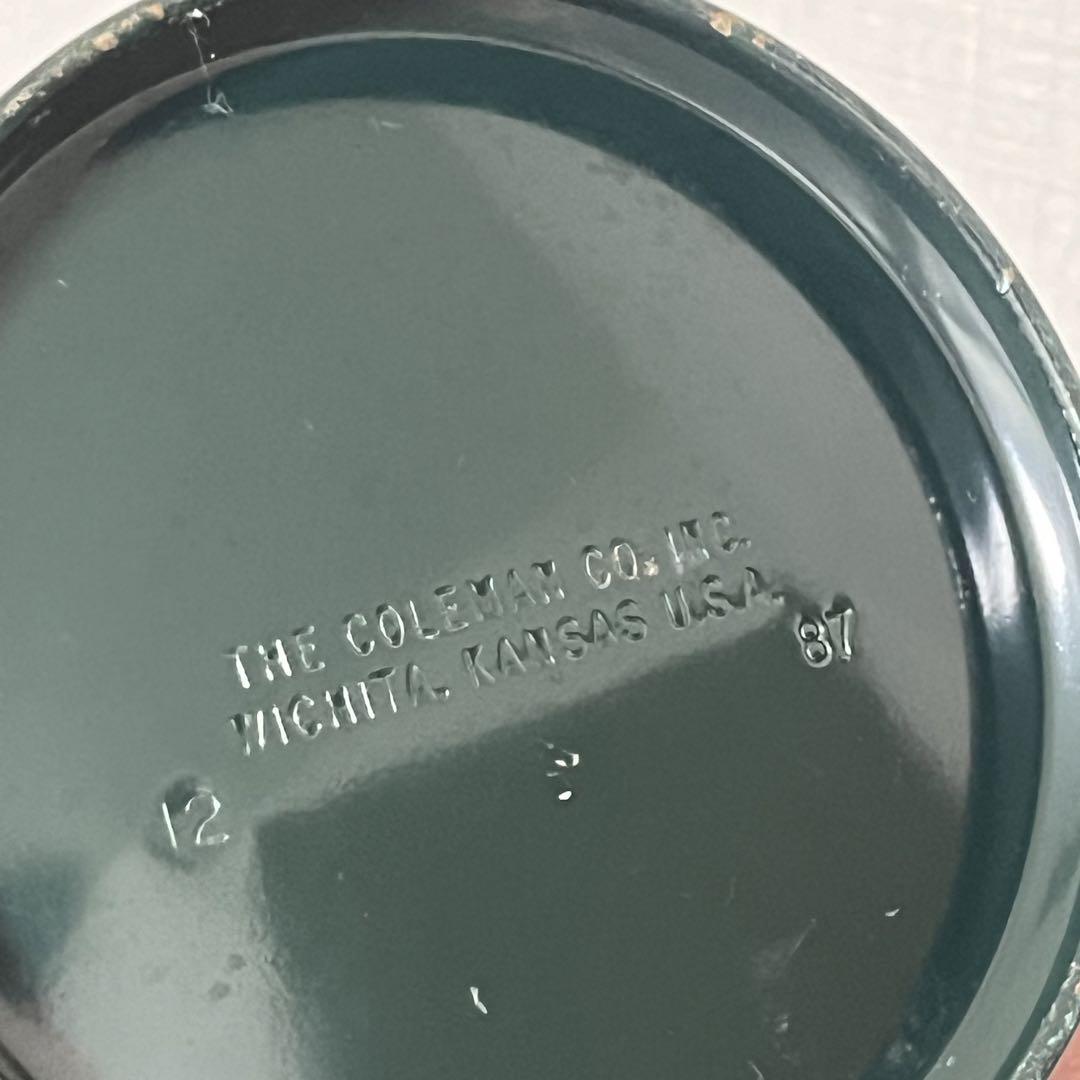 THE COLEMAN CO. INC.
WICHITA, KANSAS U.S.A.
12 87